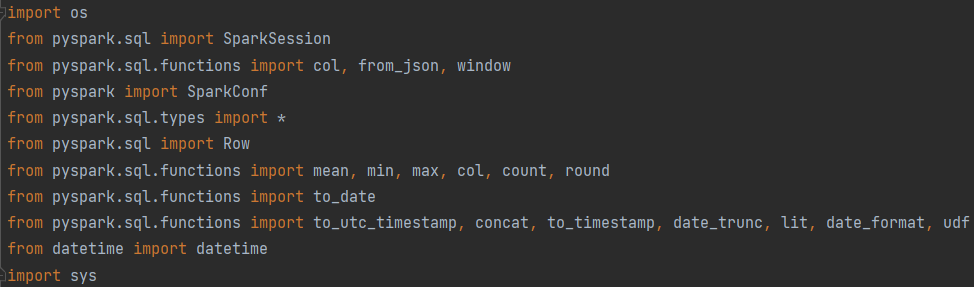 import os
from pyspark.sql import SparkSession
from pyspark.sql.functions import col, from_json, window
from pyspark import SparkConf
from pyspark.sql.types import *
from pyspark.sql import Row
from pyspark.sql.functions import mean, min, max, col, count, round
from pyspark.sql.functions import to_date
from pyspark.sql.functions import to_utc_timestamp, concat, to_timestamp, date_trunc, lit, date_format, udf
from datetime import datetime
import sys